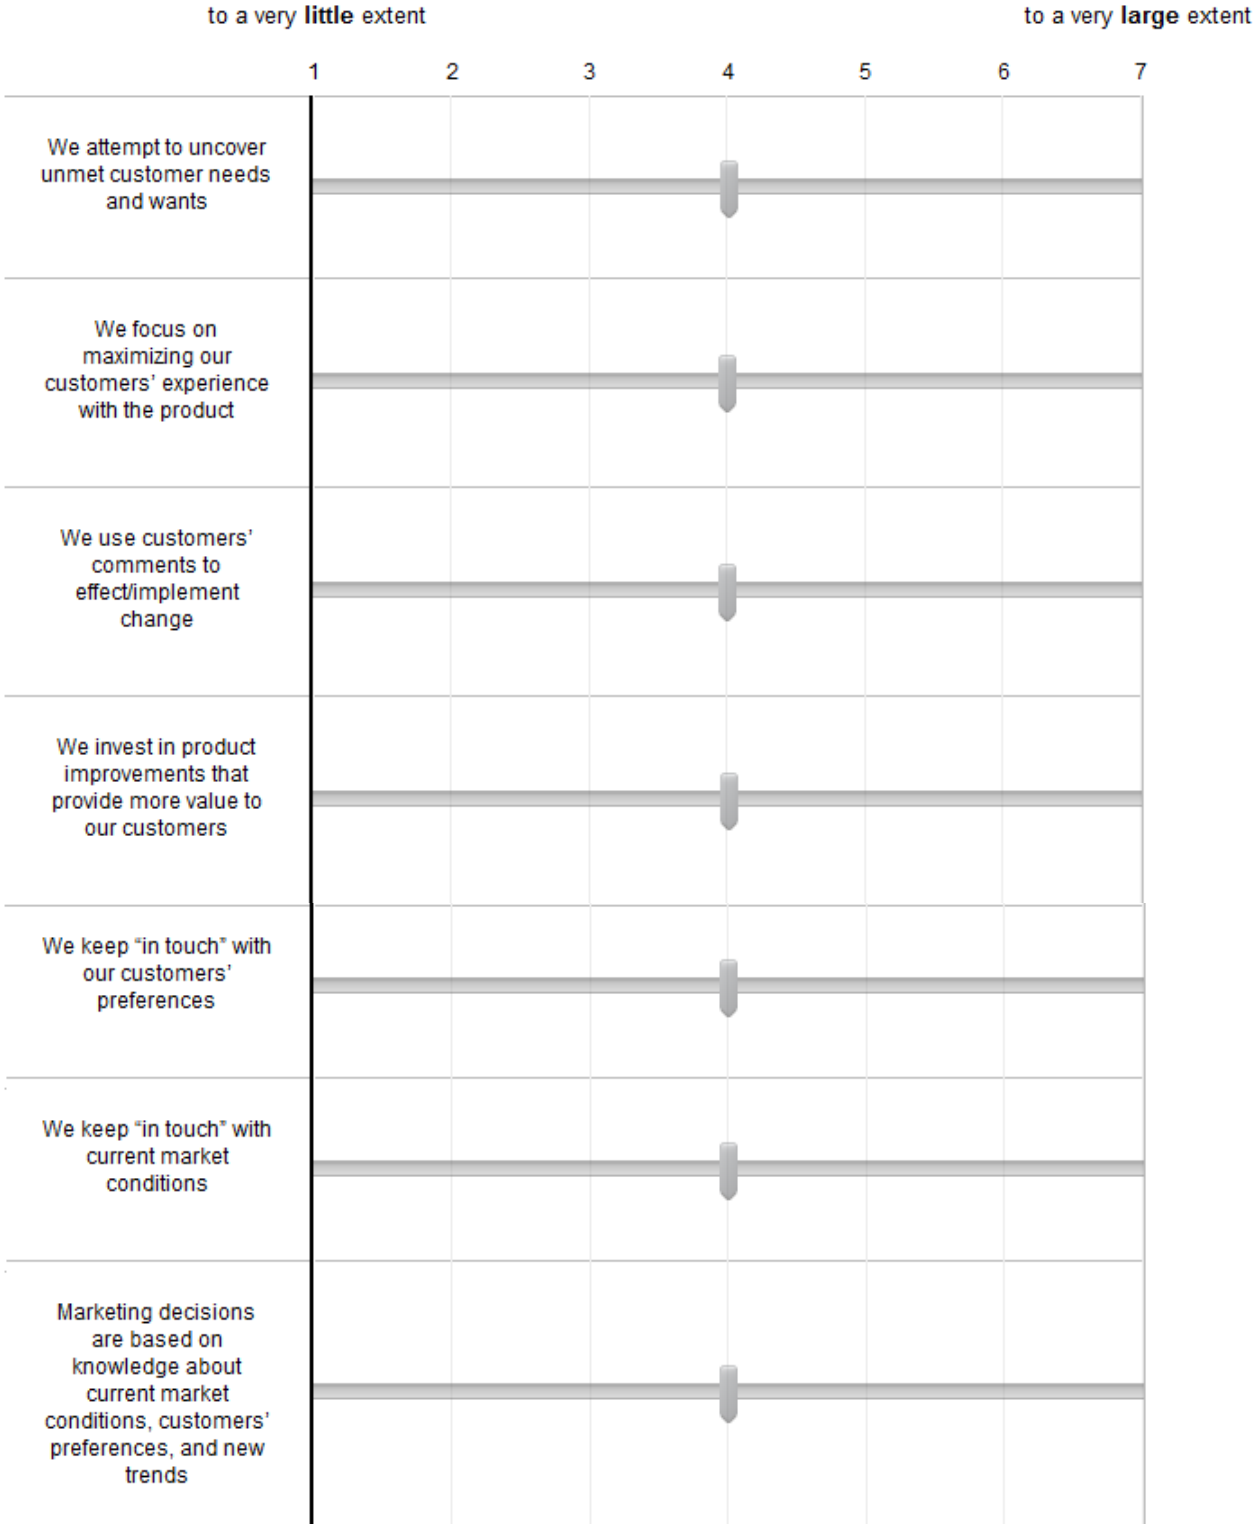 to a very little extent to a very large extent
1 2 3 4 5 6 7
We attempt to uncover
unmet customer needs
and wants
We focus on
maximizing our
customers’ experience
with the product
We use customers’
comments to
effect/implement
change
We invest in product
improvements that
provide more value to
our customers
We keep “in touch” with
our customers’
preferences
We keep “in touch” with
current market
conditions
Marketing decisions
are based on
knowledge about
current market
conditions, customers’
preferences, and new
trends